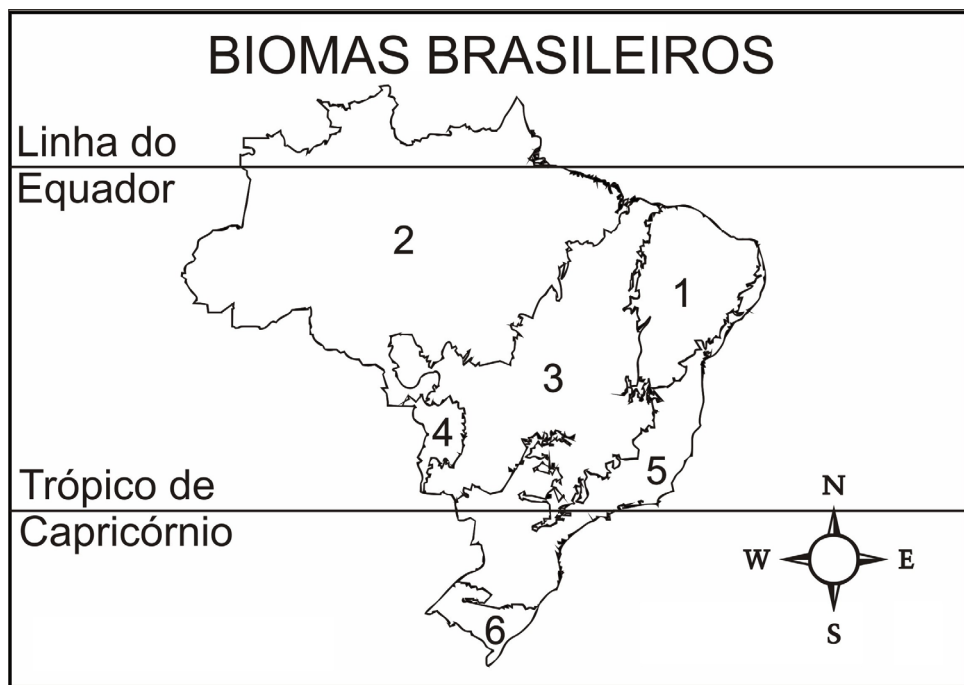 BIOMAS BRASILEIROS
Linha do
Equador
2
1
3
4
5
Trópico de
Capricórnio
N
W
E
S
6